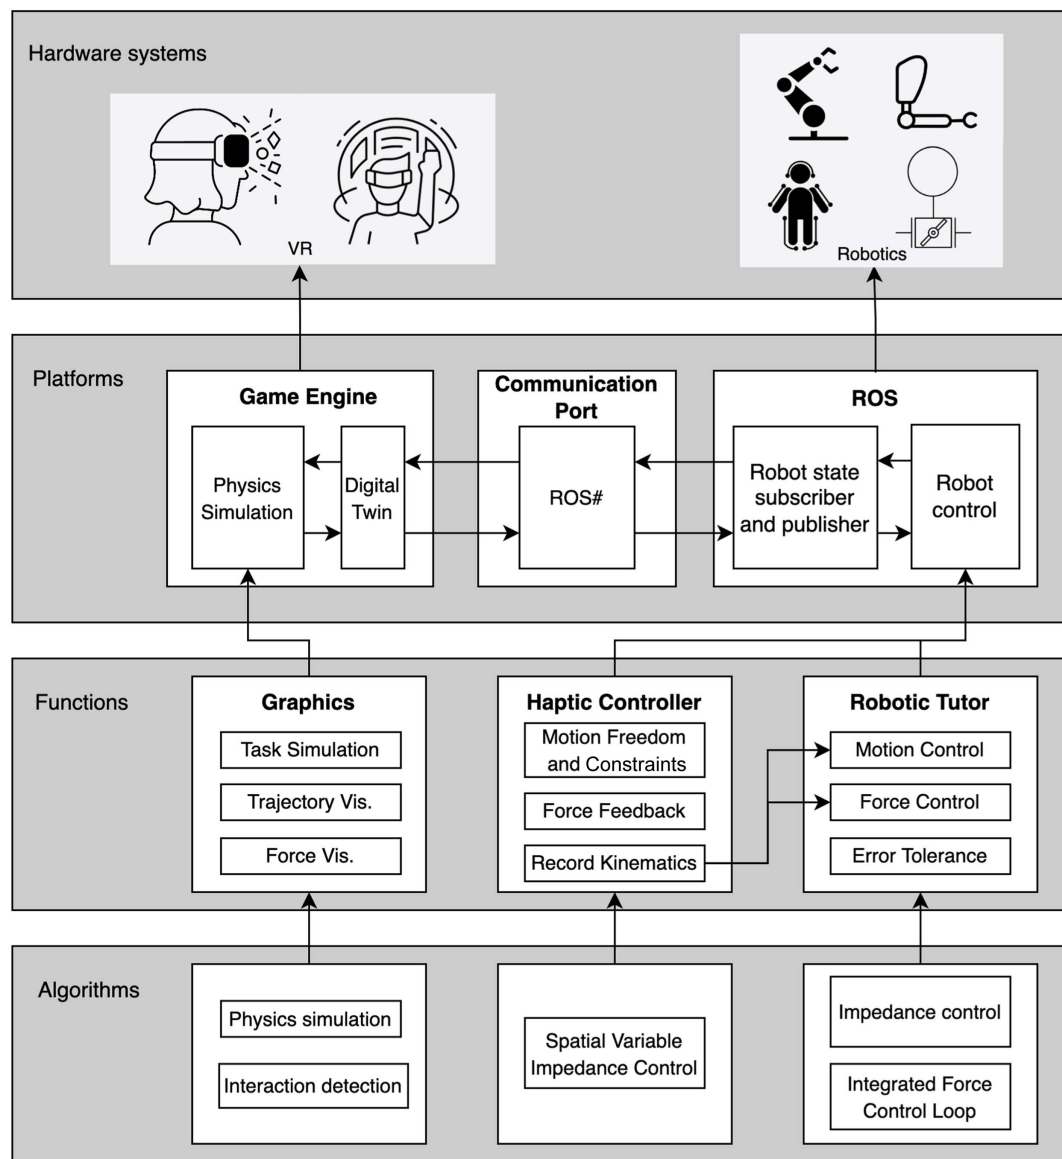 Hardware systems
VR
Robotics
Platforms
Game Engine
Physics
Simulation
Digital
Twin
Communication
Port
ROS#
ROS
Robot state
subscriber
and publisher
Robot
control
Functions
Graphics
Task Simulation
Trajectory Vis.
Force Vis.
Haptic Controller
Motion Freedom
and Constraints
Force Feedback
Record Kinematics
Robotic Tutor
Motion Control
Force Control
Error Tolerance
Algorithms
Physics simulation
Interaction detection
Spatial Variable
Impedance Control
Impedance control
Integrated Force
Control Loop